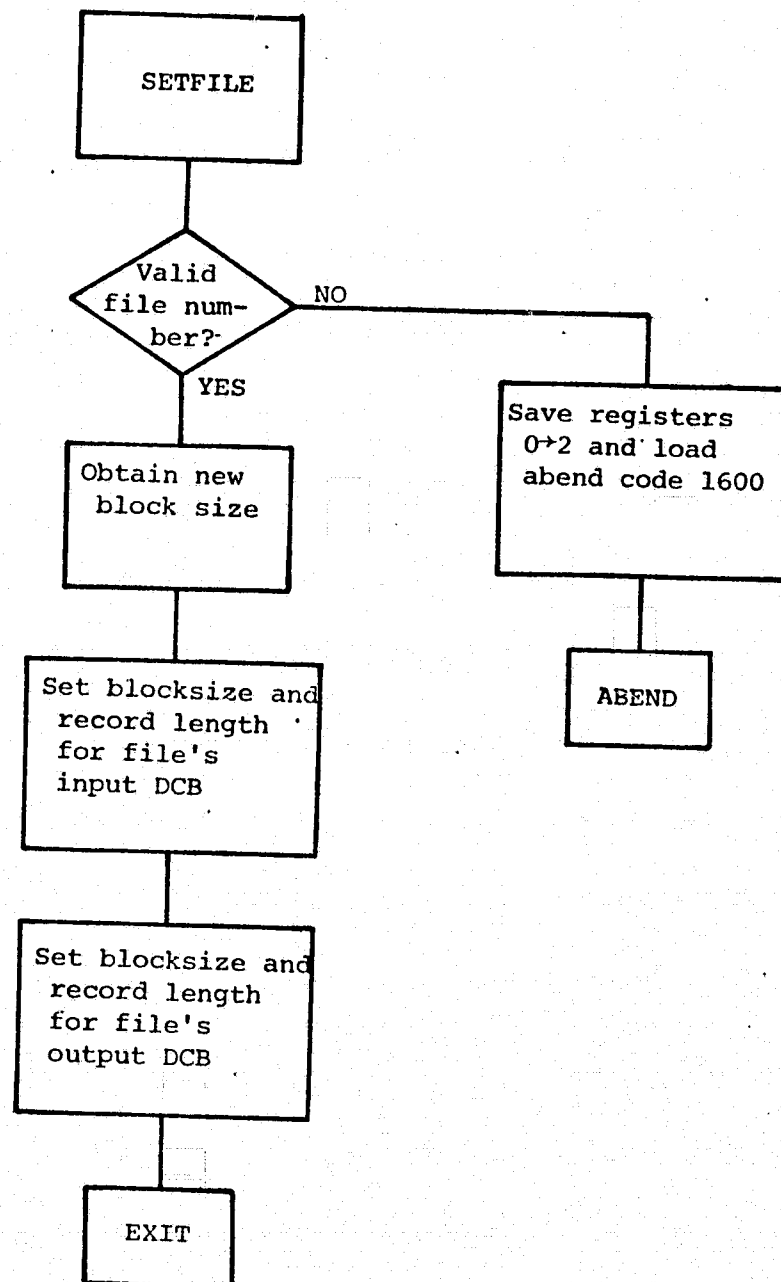 SETFILE
Valid
file num-
ber?
NO
YES
Save registers
0→2 and load
abend code 1600
Obtain new
block size
ABEND
Set blocksize and
record length
for file's
input DCB
Set blocksize and
record length
for file's
output DCB
EXIT